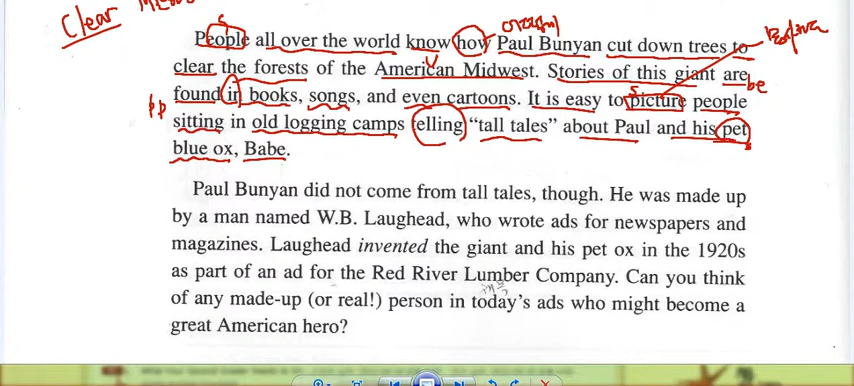 Clear
S
People all over the world know how Paul Bunyan cut down trees to
clear the forests of the American Midwest. Stories of this giant are
V
be
found in books, songs, and even cartoons. It is easy to picture people
S
PP
sitting in old logging camps telling “tall tales” about Paul and his pet
blue ox, Babe.
Paul Bunyan did not come from tall tales, though. He was made up
by a man named W.B. Laughead, who wrote ads for newspapers and
magazines. Laughead invented the giant and his pet ox in the 1920s
as part of an ad for the Red River Lumber Company. Can you think
of any made-up (or real!) person in today’s ads who might become a
great American hero?